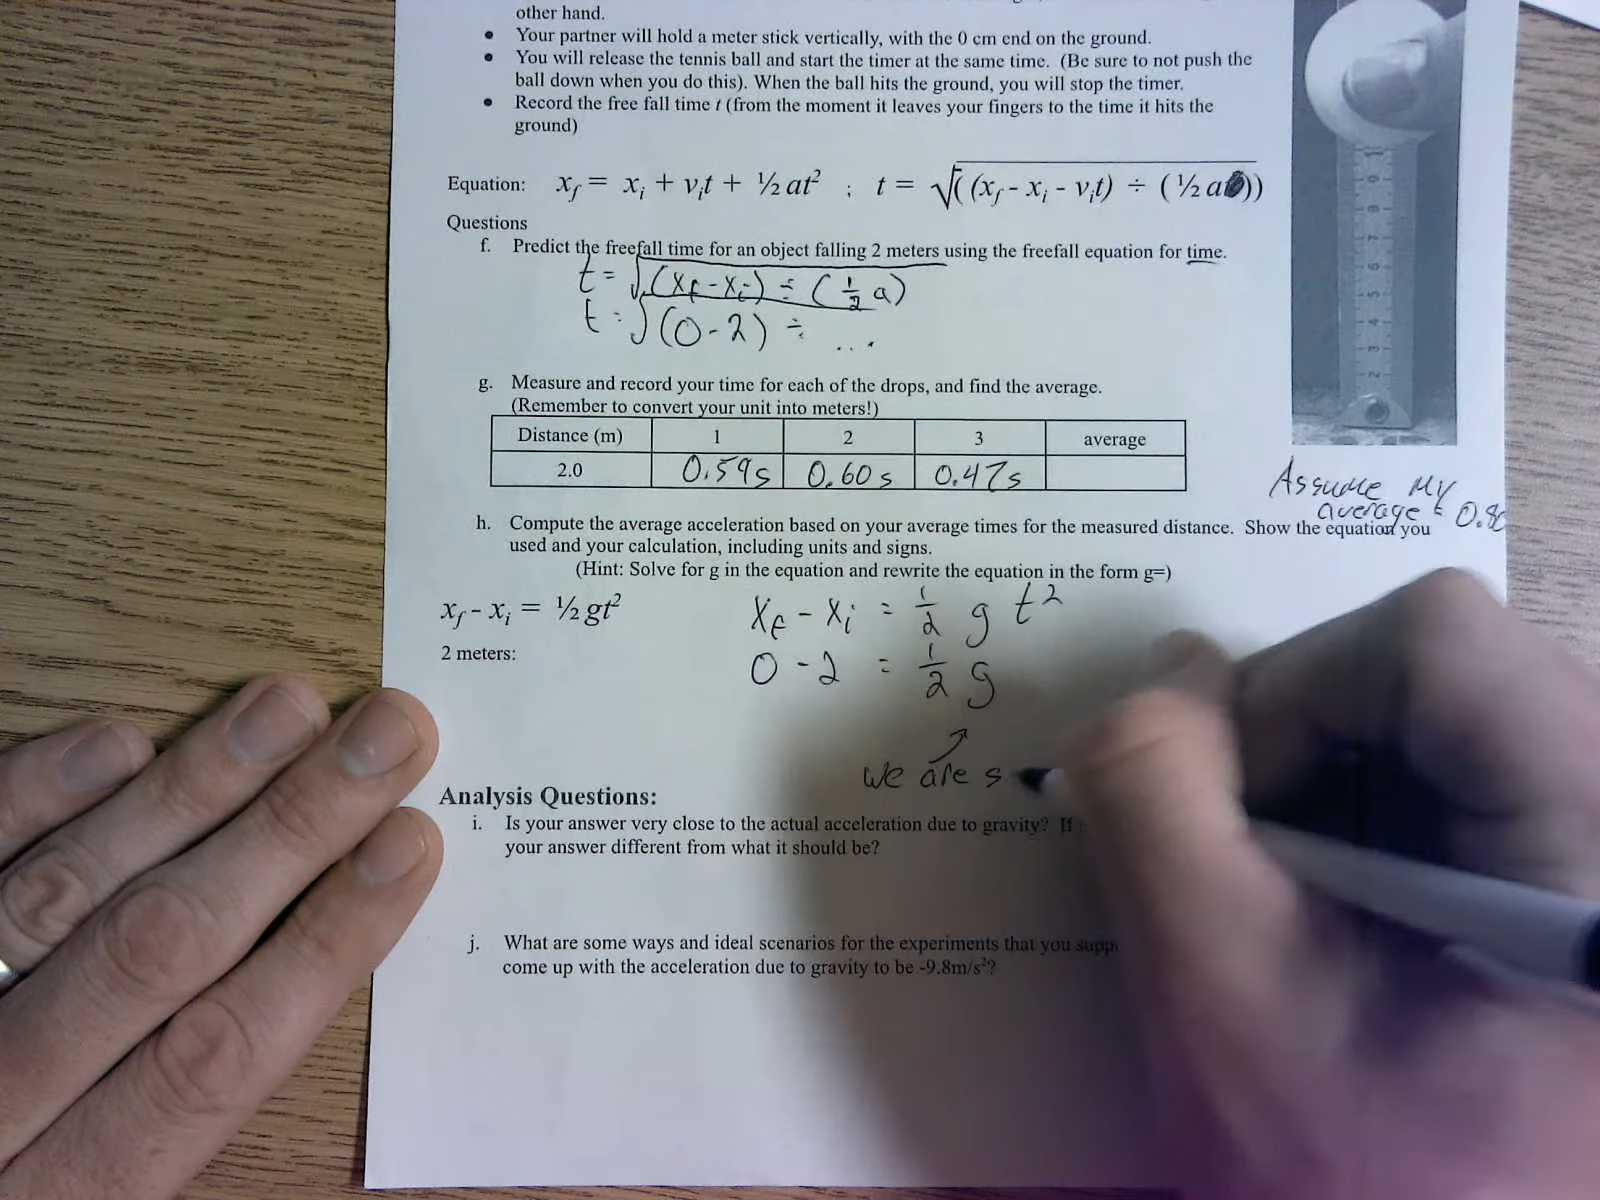 other hand.
• Your partner will hold a meter stick vertically, with the 0 cm end on the ground.
• You will release the tennis ball and start the timer at the same time. (Be sure to not push the
ball down when you do this). When the ball hits the ground, you will stop the timer.
• Record the free fall time t (from the moment it leaves your fingers to the time it hits the
ground)
Equation: x_f = x_i + v_i t + ½ at² ; t = √( (x_f - x_i - v_i t) ÷ ( ½ a ))
Questions
f. Predict the freefall time for an object falling 2 meters using the freefall equation for time.
t = √(x_f - x_i) ÷ (½ a)
t = √(0 - 2) ÷ ...
g. Measure and record your time for each of the drops, and find the average.
(Remember to convert your unit into meters!)
Distance (m) 1 2 3 average
2.0 0.59s 0.60s 0.47s
Assume my
average = 0.80
h. Compute the average acceleration based on your average times for the measured distance. Show the equation you
used and your calculation, including units and signs.
(Hint: Solve for g in the equation and rewrite the equation in the form g=)
x_f - x_i = ½ gt²
x_f - x_i = ½ g t²
2 meters:
0 - 2 = ½ g
we are s
Analysis Questions:
i. Is your answer very close to the actual acceleration due to gravity? If
your answer different from what it should be?
j. What are some ways and ideal scenarios for the experiments that you
come up with the acceleration due to gravity to be -9.8m/s²?